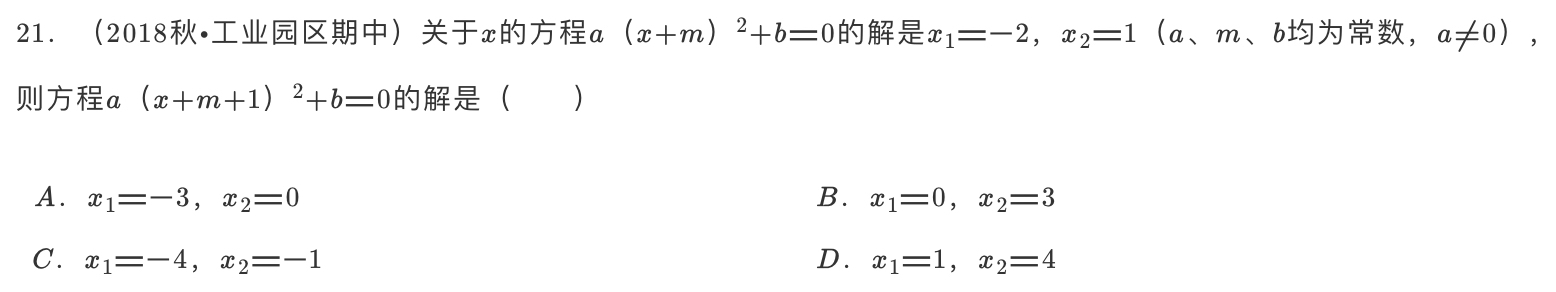 21. （2018秋•工业园区期中）关于x的方程a（x+m）²+b=0的解是x₁=−2，x₂=1（a、m、b均为常数，a≠0），
则方程a（x+m+1）²+b=0的解是（  ）
A. x₁=−3，x₂=0 B. x₁=0，x₂=3
C. x₁=−4，x₂=−1 D. x₁=1，x₂=4